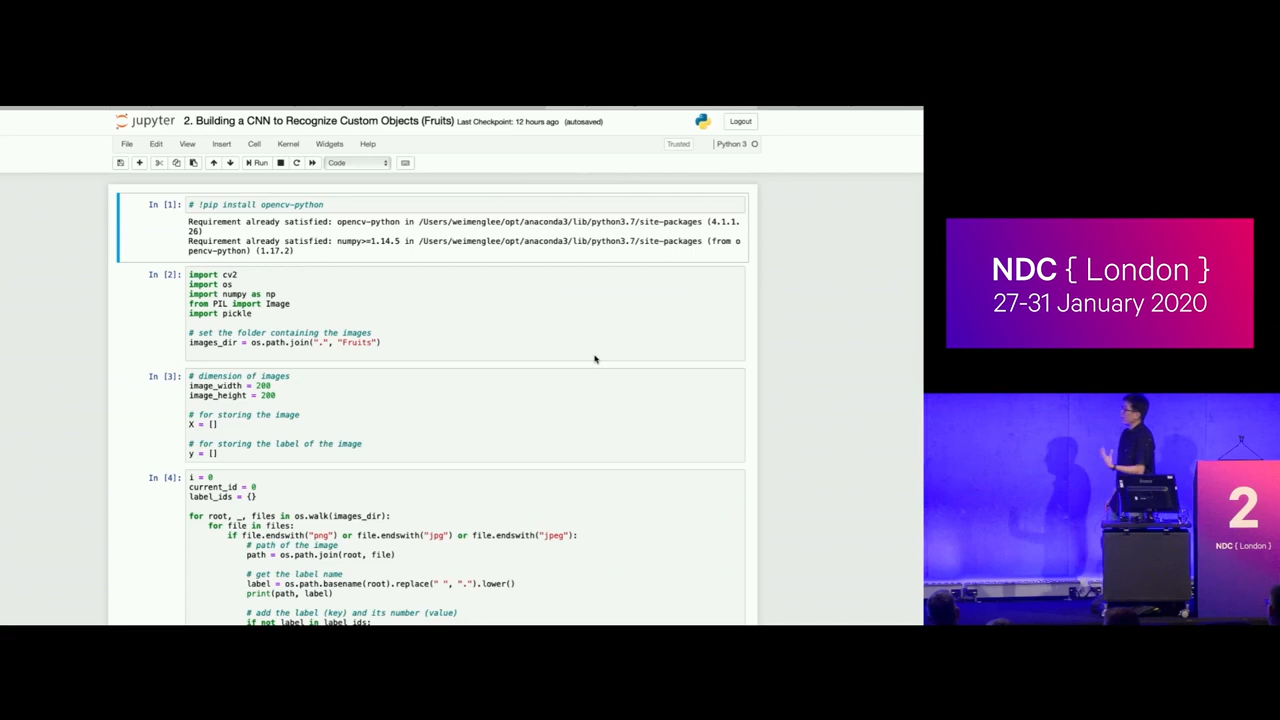 jupyter 2. Building a CNN to Recognize Custom Objects (Fruits) Last Checkpoint: 12 hours ago (autosaved)
Logout
File Edit View Insert Cell Kernel Widgets Help
Trusted
Python 3
Run
Code
In [1]: # !pip install opencv-python
Requirement already satisfied: opencv-python in /Users/weimenglee/opt/anaconda3/lib/python3.7/site-packages (4.1.1.
26)
Requirement already satisfied: numpy>=1.14.5 in /Users/weimenglee/opt/anaconda3/lib/python3.7/site-packages (from o
pencv-python) (1.17.2)
In [2]: import cv2
import os
import numpy as np
from PIL import Image
import pickle
# set the folder containing the images
images_dir = os.path.join(".", "Fruits")
In [3]: # dimension of images
image_width = 200
image_height = 200
# for storing the image
X = []
# for storing the label of the image
y = []
In [4]: i = 0
current_id = 0
label_ids = {}
for root, _, files in os.walk(images_dir):
for file in files:
if file.endswith("png") or file.endswith("jpg") or file.endswith("jpeg"):
# path of the image
path = os.path.join(root, file)
# get the label name
label = os.path.basename(root).replace(" ", ".").lower()
print(path, label)
# add the label (key) and its number (value)
if not label in label_ids:
NDC { London }
27-31 January 2020
2
NDC { London }